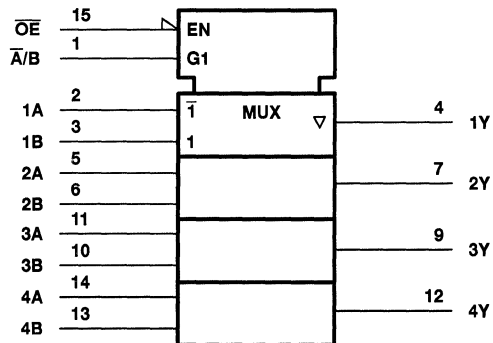 O̅E̅ 15 EN
A̅/B 1 G1
1A 2 1̅ MUX ▽ 4 1Y
1B 3 1
2A 5 7 2Y
2B 6
3A 11 9 3Y
3B 10
4A 14 12 4Y
4B 13